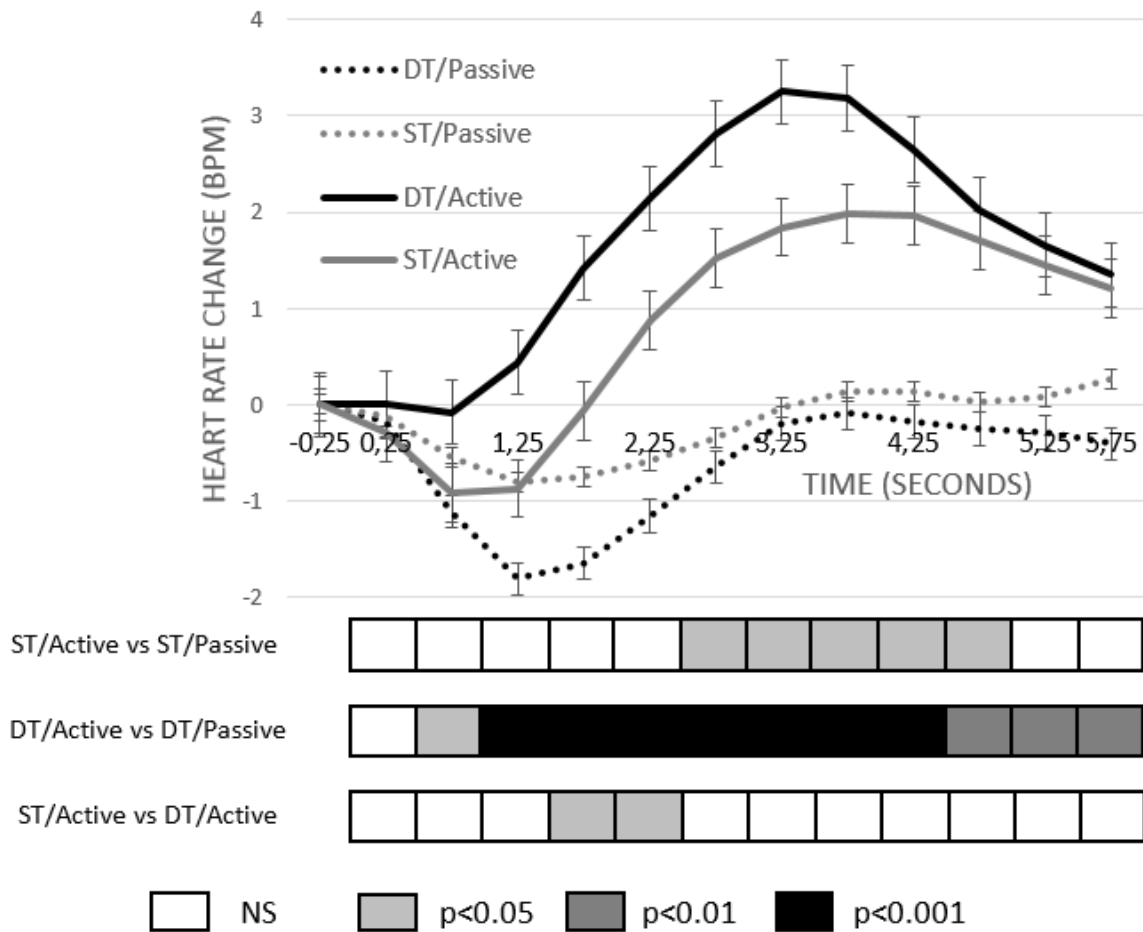 4
3
2
1
0
-1
-2
HEART RATE CHANGE (BPM)
DT/Passive
ST/Passive
DT/Active
ST/Active
-0,25 0,25 1,25 2,25 3,25 4,25 5,25 5,75
TIME (SECONDS)
ST/Active vs ST/Passive
DT/Active vs DT/Passive
ST/Active vs DT/Active
NS p<0.05 p<0.01 p<0.001